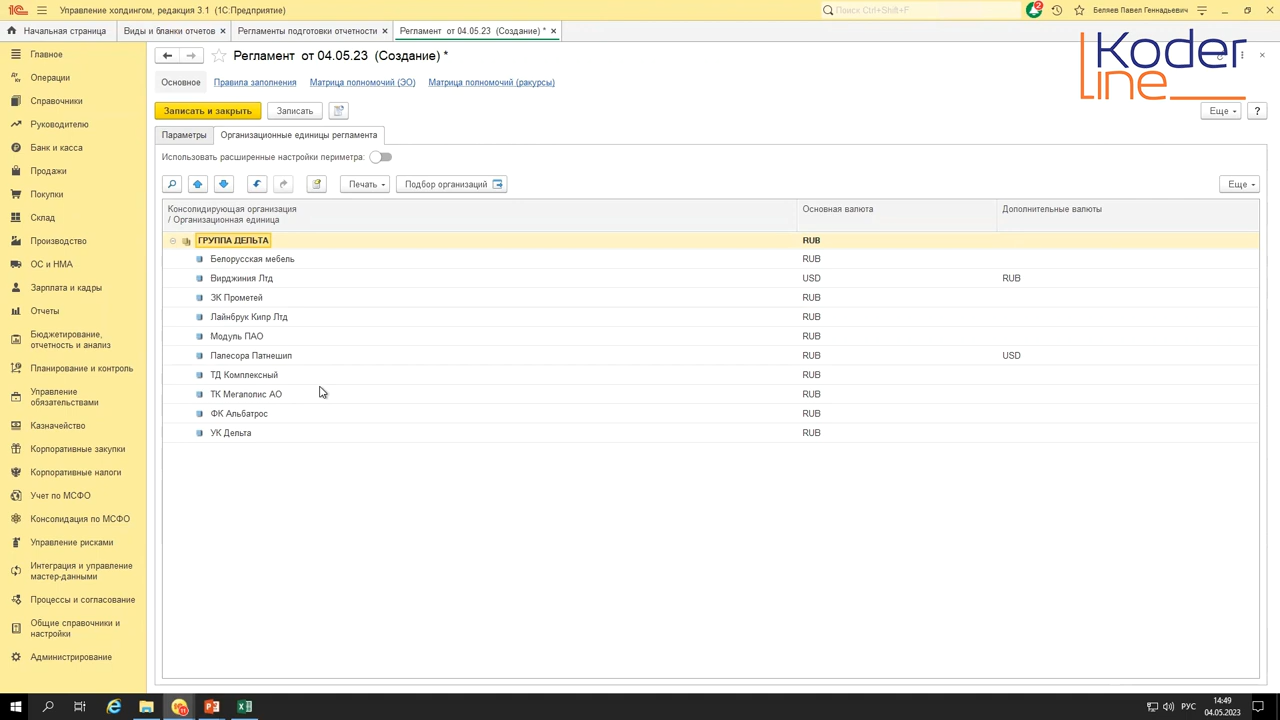 Управление холдингом, редакция 3.1 (1С:Предприятие)
Поиск Ctrl+Shift+F
2
Беляев Павел Геннадьевич
Начальная страница
Виды и бланки отчетов ×
Регламенты подготовки отчетности ×
Регламент от 04.05.23 (Создание) * ×
Koder
Line
Главное
Операции
Справочники
Руководителю
Банк и касса
Продажи
Покупки
Склад
Производство
ОС и НМА
Зарплата и кадры
Отчеты
Бюджетирование,
отчетность и анализ
Планирование и контроль
Управление
обязательствами
Казначейство
Корпоративные закупки
Корпоративные налоги
Учет по МСФО
Консолидация по МСФО
Управление рисками
Интеграция и управление
мастер-данными
Процессы и согласование
Общие справочники и
настройки
Администрирование
Регламент от 04.05.23 (Создание) *
Основное
Правила заполнения
Матрица полномочий (ЭО)
Матрица полномочий (ракурсы)
Записать и закрыть
Записать
Еще
?
Параметры
Организационные единицы регламента
Использовать расширенные настройки периметра:
Печать
Подбор организаций
Еще
Консолидирующая организация
/ Организационная единица
Основная валюта
Дополнительные валюты
ГРУППА ДЕЛЬТА RUB
Белорусская мебель RUB
Вирджиния Лтд USD RUB
ЗК Прометей RUB
Лайнбрук Кипр Лтд RUB
Модуль ПАО RUB
Палесора Патнешип RUB USD
ТД Комплексный RUB
ТК Мегаполис АО RUB
ФК Альбатрос RUB
УК Дельта RUB
РУС
14:49
04.05.2023